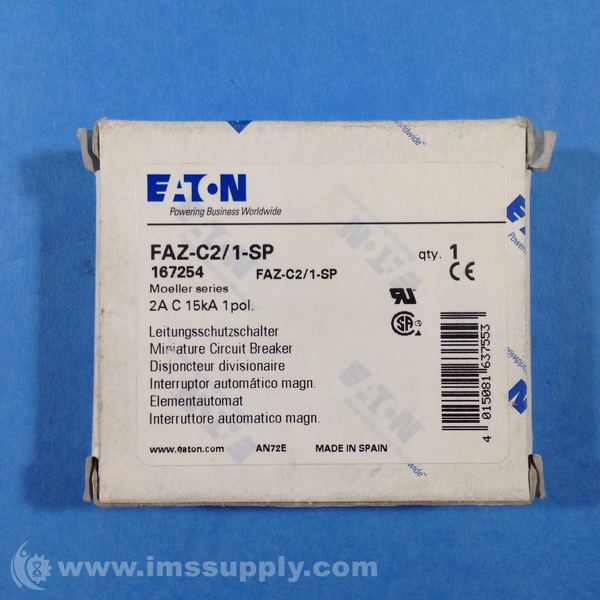 EATON
Powering Business Worldwide
FAZ-C2/1-SP
qty. 1
167254 FAZ-C2/1-SP
CE
Moeller series
2A C 15kA 1pol.
Leitungsschutzschalter
Miniature Circuit Breaker
Disjoncteur divisionaire
Interruptor automático magn.
Elementautomat
Interruttore automatico magn.
www.eaton.com AN72E MADE IN SPAIN
4 015081 637553
© www.imssupply.com